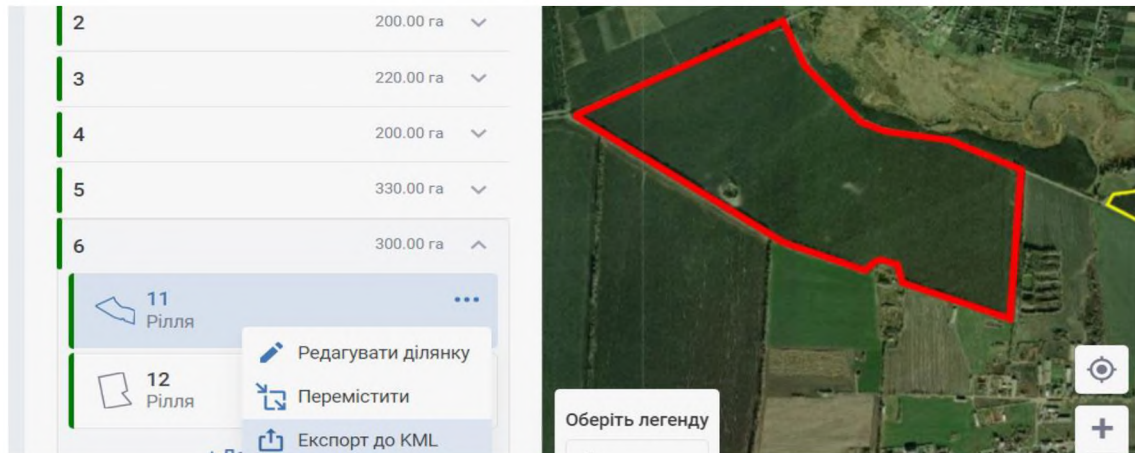 2 200.00 га
3 220.00 га
4 200.00 га
5 330.00 га
6 300.00 га
11
Рілля
Редагувати ділянку
12
Рілля
Перемістити
Експорт до KML
Оберіть легенду